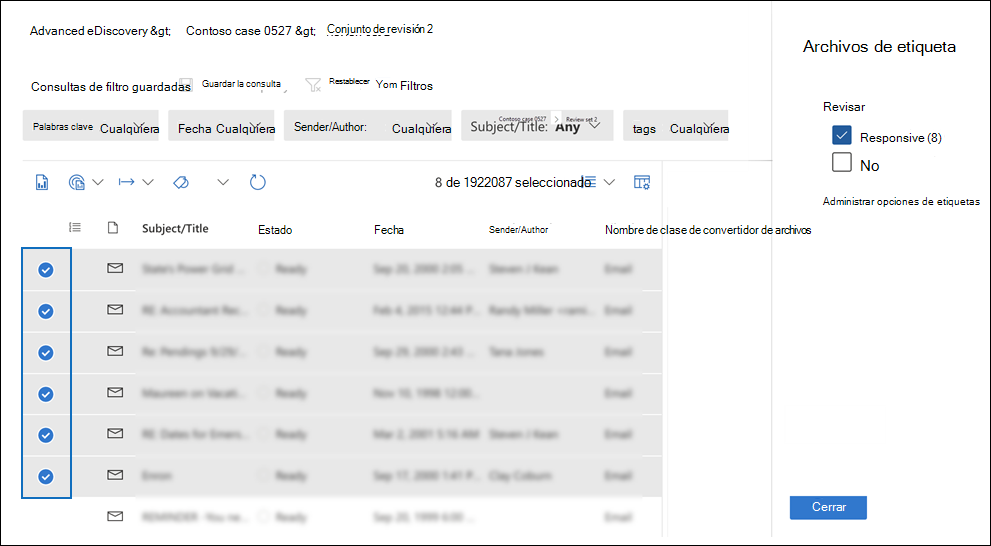 Advanced eDiscovery &gt; Contoso case 0527 &gt; Conjunto de revisión 2
Archivos de etiqueta
Consultas de filtro guardadas Guardar la consulta Restablecer Yom Filtros
Revisar
Palabras clave Cualquiera Fecha Cualquiera Sender/Author: Cualquiera Subject/Title: Any Contoso case 0527 Review set 2 tags Cualquiera
Responsive (8)
No
8 de 1922087 seleccionado
Administrar opciones de etiquetas
Subject/Title Estado Fecha Sender/Author Nombre de clase de convertidor de archivos
State's Power Grid ... Ready Sep 20, 2000 2:05 ... Steven J Kean Email
RE: Accountant Rec... Ready Feb 4, 2015 12:44 P... Randy Miller Email
Re: Pendings 9/29/... Ready Sep 29, 2000 2:43 ... Tana Jones Email
Maureen on Vacati... Ready Nov 10, 1998 12:00... Email
RE: Dates for Emers... Ready Mar 2, 2001 5:16 AM Steven J Kean Email
Enron Ready Sep 17, 2000 1:41 P... Clay Coburn Email
REMINDER -You ne... Ready Sep 20, 1999 6:00 ... Email
Cerrar